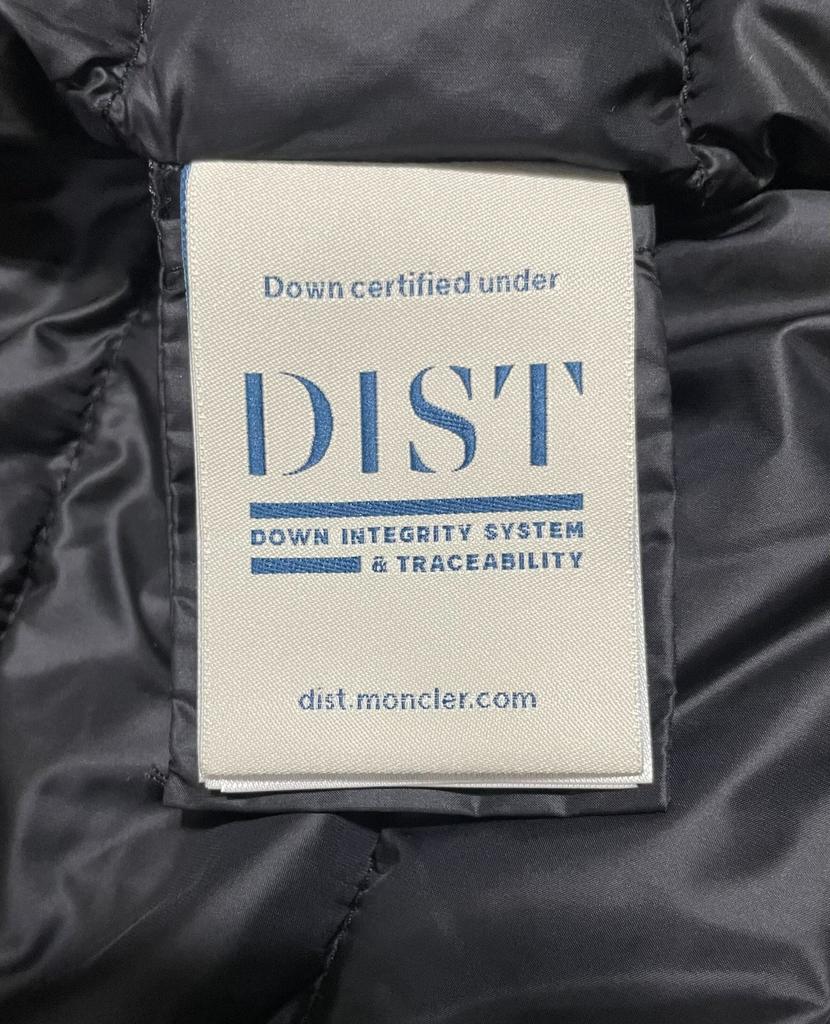 Down certified under
DIST
DOWN INTEGRITY SYSTEM
& TRACEABILITY
dist.moncler.com